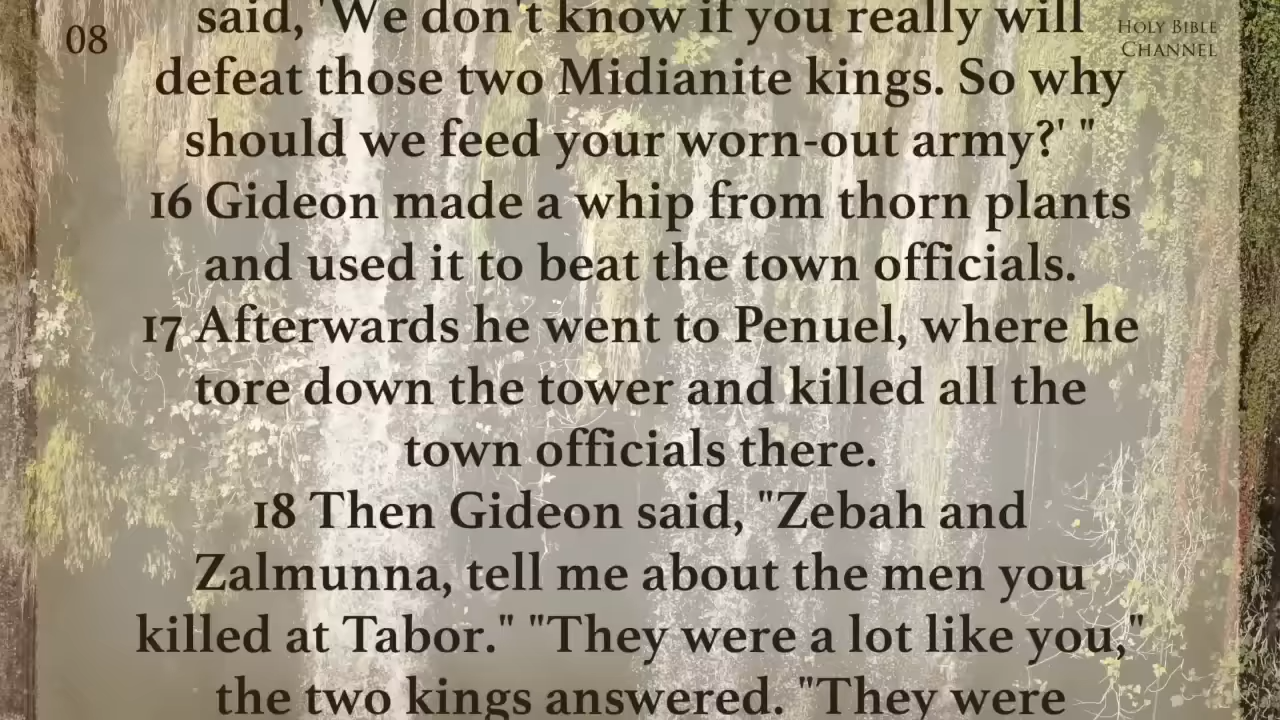 08
HOLY BIBLE
CHANNEL
said, 'We don't know if you really will
defeat those two Midianite kings. So why
should we feed your worn-out army?' "
16 Gideon made a whip from thorn plants
and used it to beat the town officials.
17 Afterwards he went to Penuel, where he
tore down the tower and killed all the
town officials there.
18 Then Gideon said, "Zebah and
Zalmunna, tell me about the men you
killed at Tabor." "They were a lot like you,"
the two kings answered. "They were